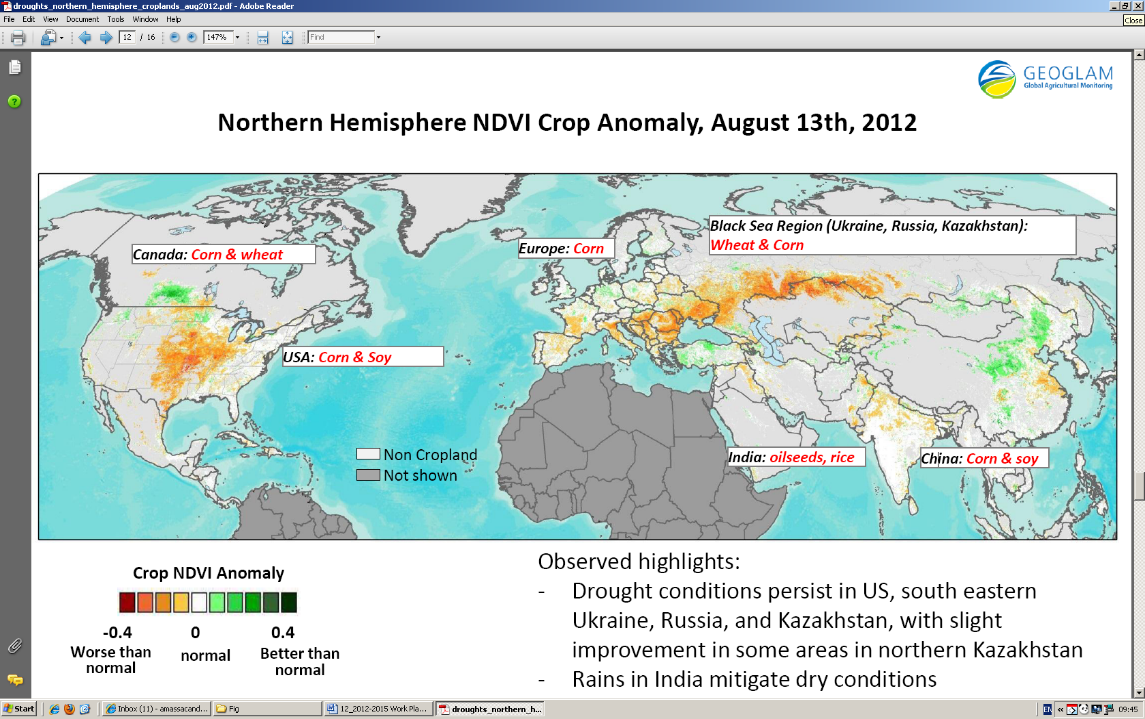 droughts_northern_hemisphere_croplands_aug2012.pdf - Adobe Reader
File Edit View Document Tools Window Help
Close
12 / 16 147% Find
GEOGLAM
Global Agricultural Monitoring
Northern Hemisphere NDVI Crop Anomaly, August 13th, 2012
Black Sea Region (Ukraine, Russia, Kazakhstan):
Wheat & Corn
Europe: Corn
Canada: Corn & wheat
USA: Corn & Soy
India: oilseeds, rice
China: Corn & soy
Non Cropland
Not shown
Crop NDVI Anomaly
-0.4 0 0.4
Worse than normal
normal
Better than normal
Observed highlights:
- Drought conditions persist in US, south eastern
Ukraine, Russia, and Kazakhstan, with slight
improvement in some areas in northern Kazakhstan
- Rains in India mitigate dry conditions
Start Inbox (11) - amassacand... Fig 12_2012-2015 Work Pla... droughts_northern_h... EN 09:45